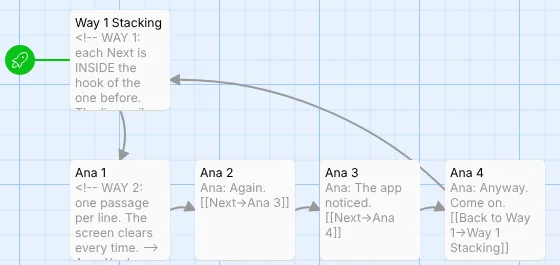 Way 1 Stacking
<!-- WAY 1:
each Next is
INSIDE the
hook of the
one before.
Ana 1
<!-- WAY 2:
one passage
per line. The
screen clears
every time. -->
Ana 2
Ana: Again.
[[Next->Ana 3]]
Ana 3
Ana: The app
noticed.
[[Next->Ana
4]]
Ana 4
Ana: Anyway.
Come on.
[[Back to Way
1->Way 1
Stacking]]